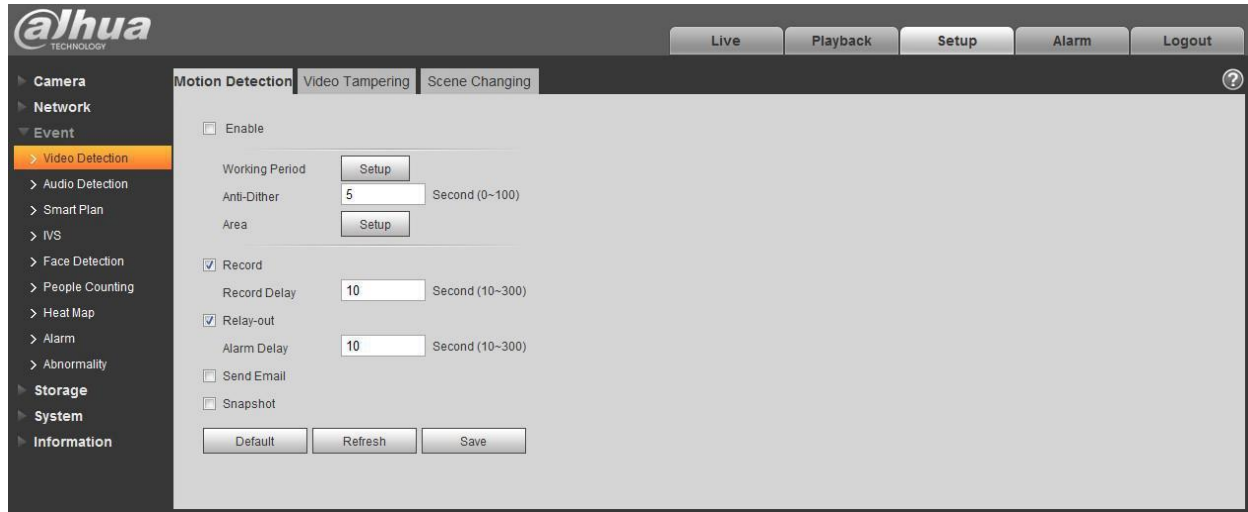 alhua
TECHNOLOGY
Live Playback Setup Alarm Logout
Camera
Network
Event
Video Detection
Audio Detection
Smart Plan
IVS
Face Detection
People Counting
Heat Map
Alarm
Abnormality
Storage
System
Information
Motion Detection Video Tampering Scene Changing ?
Enable
Working Period Setup
Anti-Dither 5 Second (0~100)
Area Setup
Record
Record Delay 10 Second (10~300)
Relay-out
Alarm Delay 10 Second (10~300)
Send Email
Snapshot
Default Refresh Save